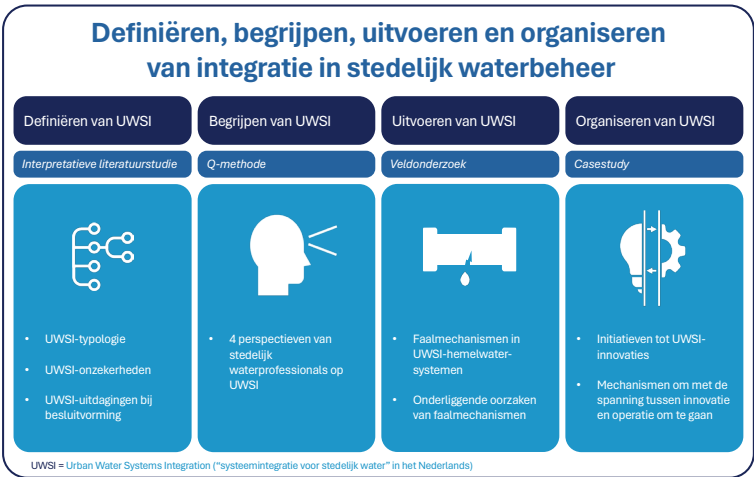 Definiëren, begrijpen, uitvoeren en organiseren
van integratie in stedelijk waterbeheer
Definiëren van UWSI
Interpretatieve literatuurstudie
• UWSI-typologie
• UWSI-onzekerheden
• UWSI-uitdagingen bij
besluitvorming
Begrijpen van UWSI
Q-methode
• 4 perspectieven van
stedelijk
waterprofessionals op
UWSI
Uitvoeren van UWSI
Veldonderzoek
• Faalmechanismen in
UWSI-hemelwater-
systemen
• Onderliggende oorzaken
van faalmechanismen
Organiseren van UWSI
Casestudy
• Initiatieven tot UWSI-
innovaties
• Mechanismen om met de
spanning tussen innovatie
en operatie om te gaan
UWSI = Urban Water Systems Integration (“systeemintegratie voor stedelijk water” in het Nederlands)